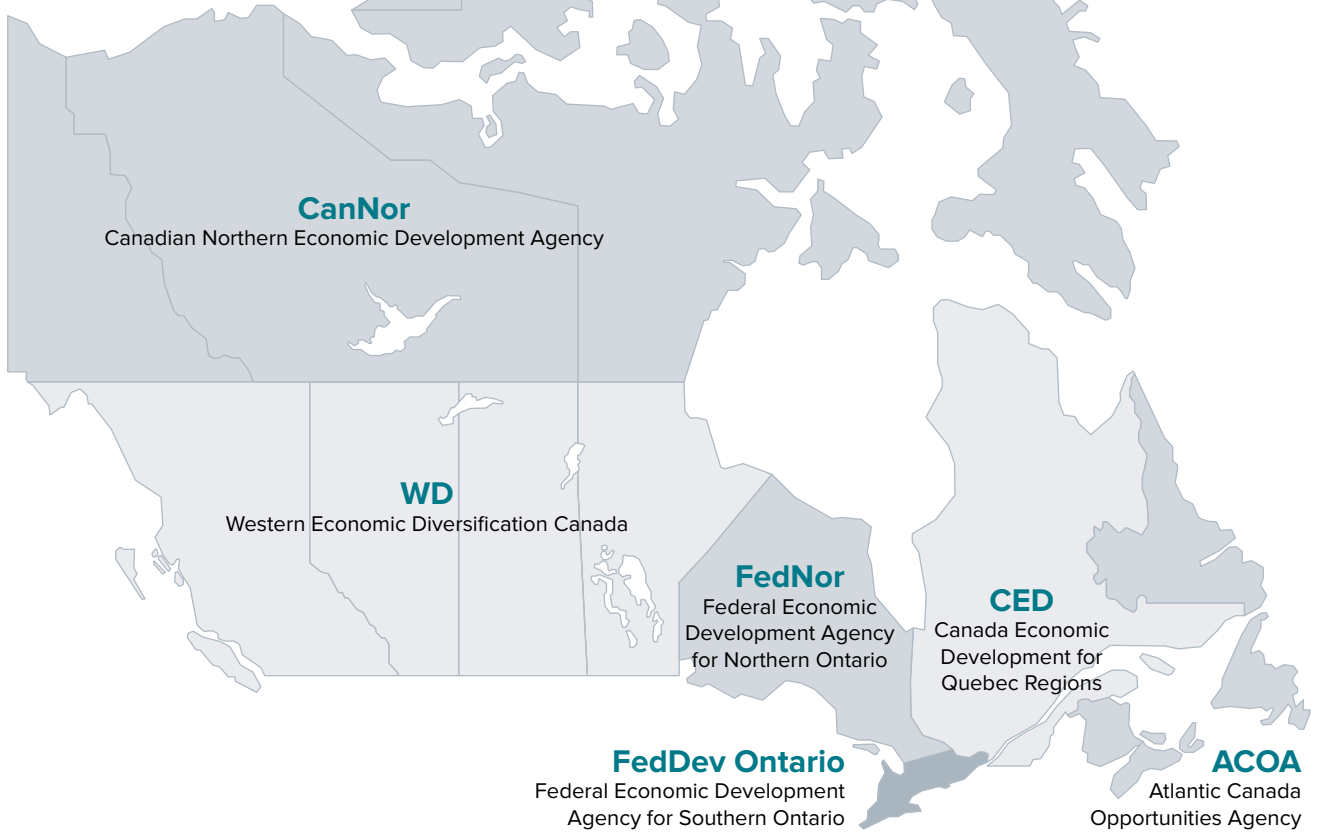 CanNor
Canadian Northern Economic Development Agency
WD
Western Economic Diversification Canada
FedNor
Federal Economic
Development Agency
for Northern Ontario
CED
Canada Economic
Development for
Quebec Regions
FedDev Ontario
Federal Economic Development
Agency for Southern Ontario
ACOA
Atlantic Canada
Opportunities Agency